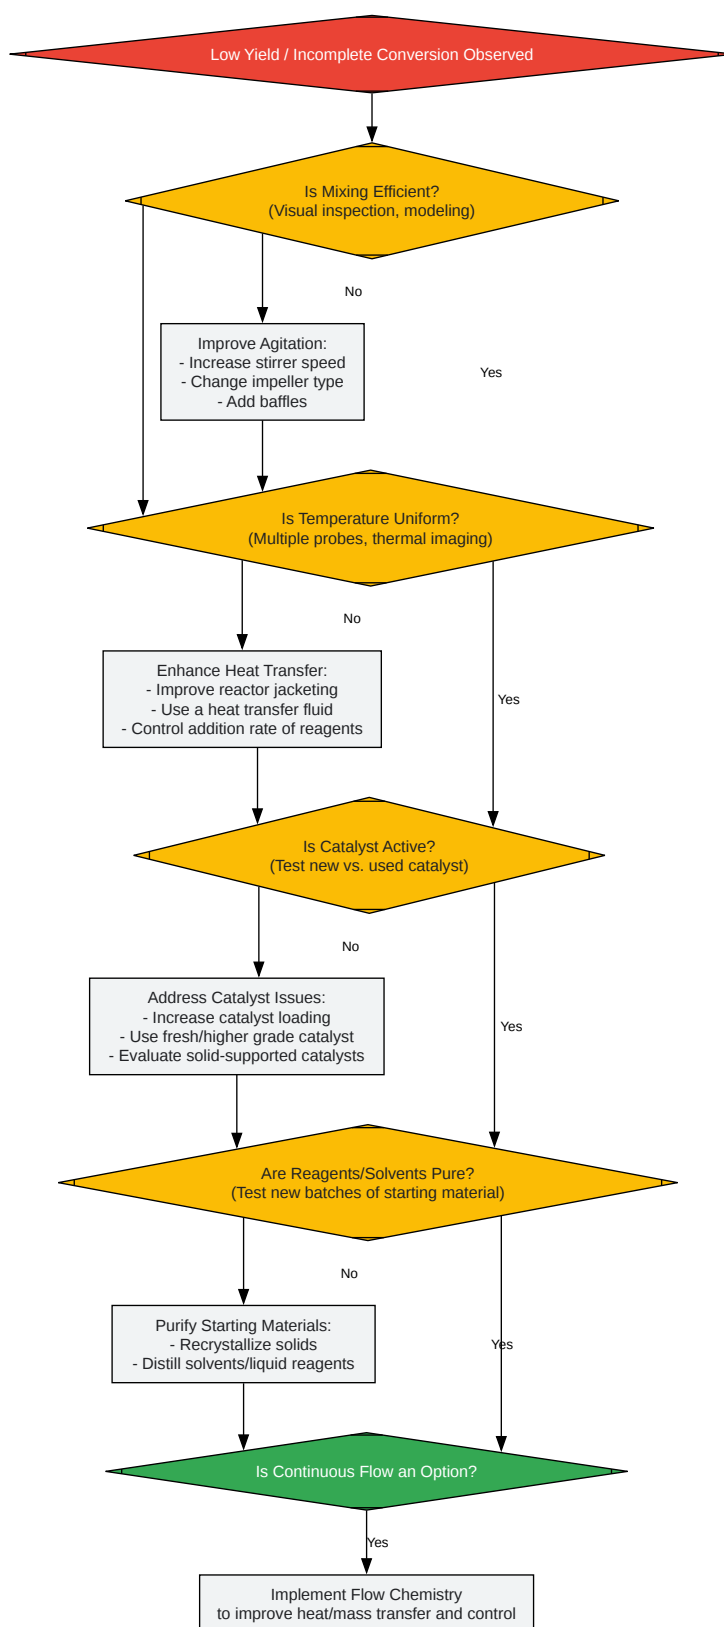 Low Yield / Incomplete Conversion Observed
Is Mixing Efficient?
(Visual inspection, modeling)
No
Improve Agitation:
- Increase stirrer speed
- Change impeller type
- Add baffles
Yes
Is Temperature Uniform?
(Multiple probes, thermal imaging)
No
Enhance Heat Transfer:
- Improve reactor jacketing
- Use a heat transfer fluid
- Control addition rate of reagents
Yes
Is Catalyst Active?
(Test new vs. used catalyst)
No
Address Catalyst Issues:
- Increase catalyst loading
- Use fresh/higher grade catalyst
- Evaluate solid-supported catalysts
Yes
Are Reagents/Solvents Pure?
(Test new batches of starting material)
No
Purify Starting Materials:
- Recrystallize solids
- Distill solvents/liquid reagents
Yes
Is Continuous Flow an Option?
Yes
Implement Flow Chemistry
to improve heat/mass transfer and control